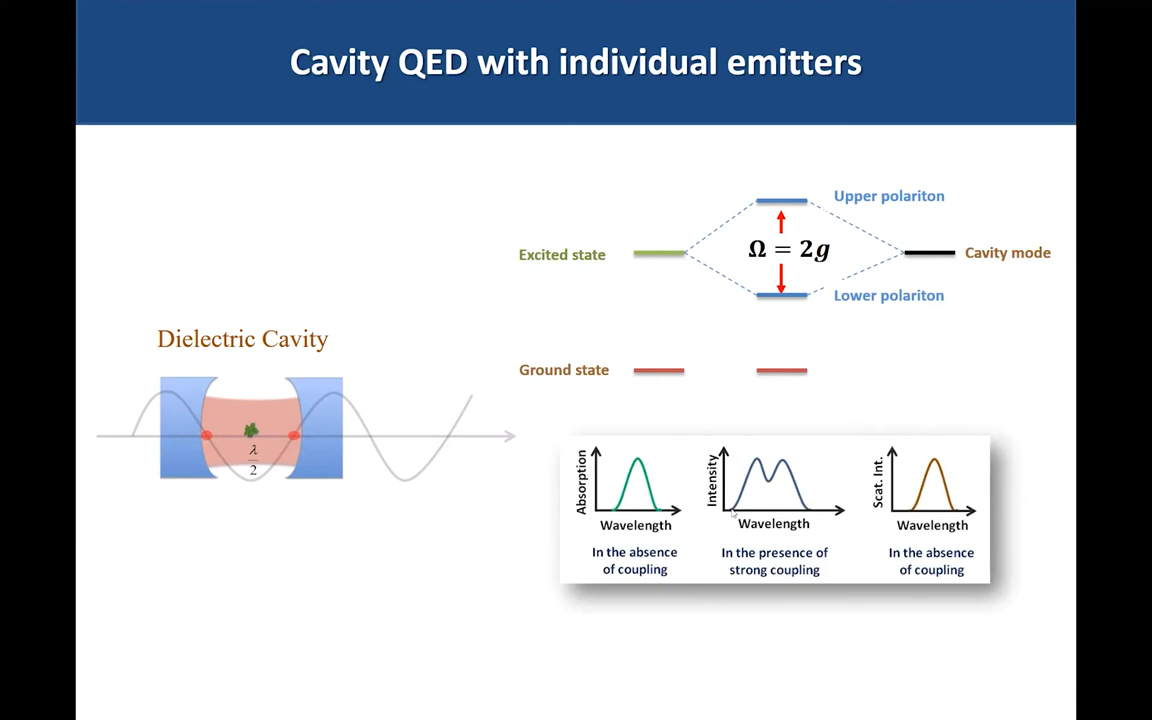 Cavity QED with individual emitters
Upper polariton
Excited state
Ω = 2g
Cavity mode
Lower polariton
Dielectric Cavity
Ground state
λ
2
Absorption
Wavelength
In the absence
of coupling
Intensity
Wavelength
In the presence of
strong coupling
Scat. Int.
Wavelength
In the absence
of coupling